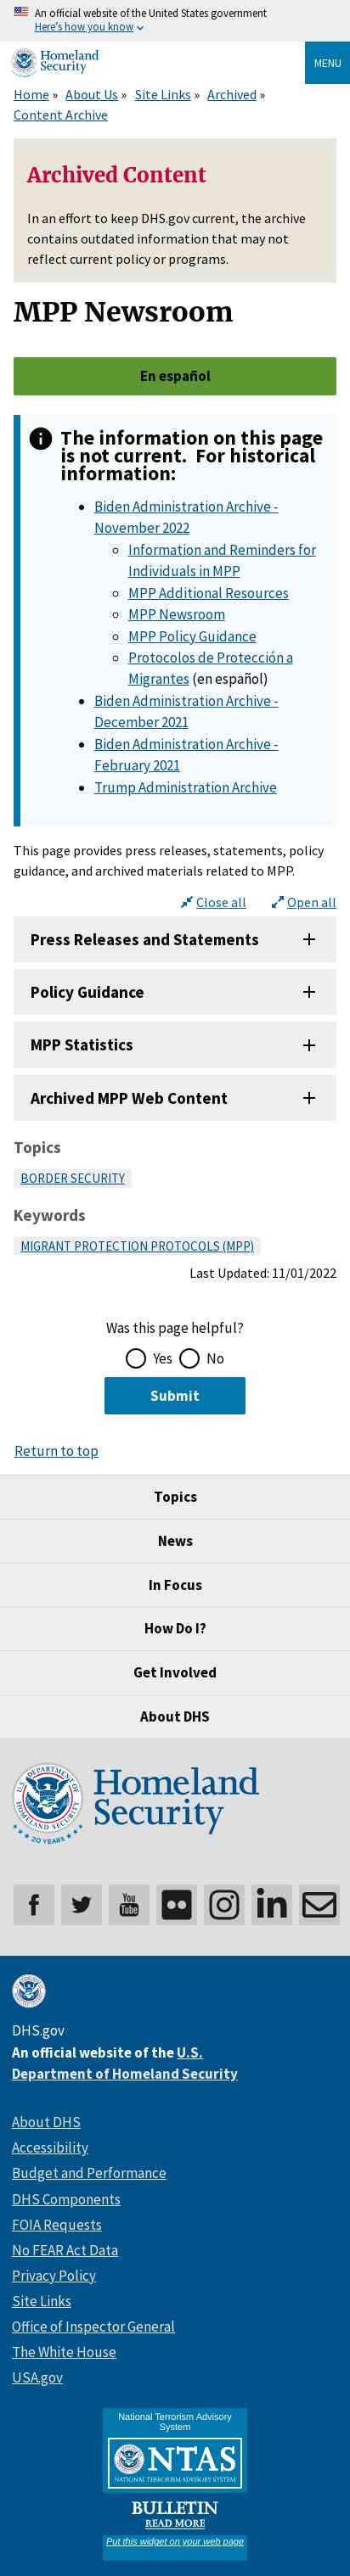 An official website of the United States government
Here's how you know
Homeland
Security
MENU
Home » About Us » Site Links » Archived »
Content Archive
Archived Content
In an effort to keep DHS.gov current, the archive
contains outdated information that may not
reflect current policy or programs.
MPP Newsroom
En español
The information on this page
is not current. For historical
information:
Biden Administration Archive -
November 2022
Information and Reminders for
Individuals in MPP
MPP Additional Resources
MPP Newsroom
MPP Policy Guidance
Protocolos de Protección a
Migrantes (en español)
Biden Administration Archive -
December 2021
Biden Administration Archive -
February 2021
Trump Administration Archive
This page provides press releases, statements, policy
guidance, and archived materials related to MPP.
Close all Open all
Press Releases and Statements
Policy Guidance
MPP Statistics
Archived MPP Web Content
Topics
BORDER SECURITY
Keywords
MIGRANT PROTECTION PROTOCOLS (MPP)
Last Updated: 11/01/2022
Was this page helpful?
Yes No
Submit
Return to top
Topics
News
In Focus
How Do I?
Get Involved
About DHS
Homeland
Security
20 YEARS
You
Tube
DHS.gov
An official website of the U.S.
Department of Homeland Security
About DHS
Accessibility
Budget and Performance
DHS Components
FOIA Requests
No FEAR Act Data
Privacy Policy
Site Links
Office of Inspector General
The White House
USA.gov
National Terrorism Advisory
System
NTAS
NATIONAL TERRORISM ADVISORY SYSTEM
BULLETIN
READ MORE
Put this widget on your web page